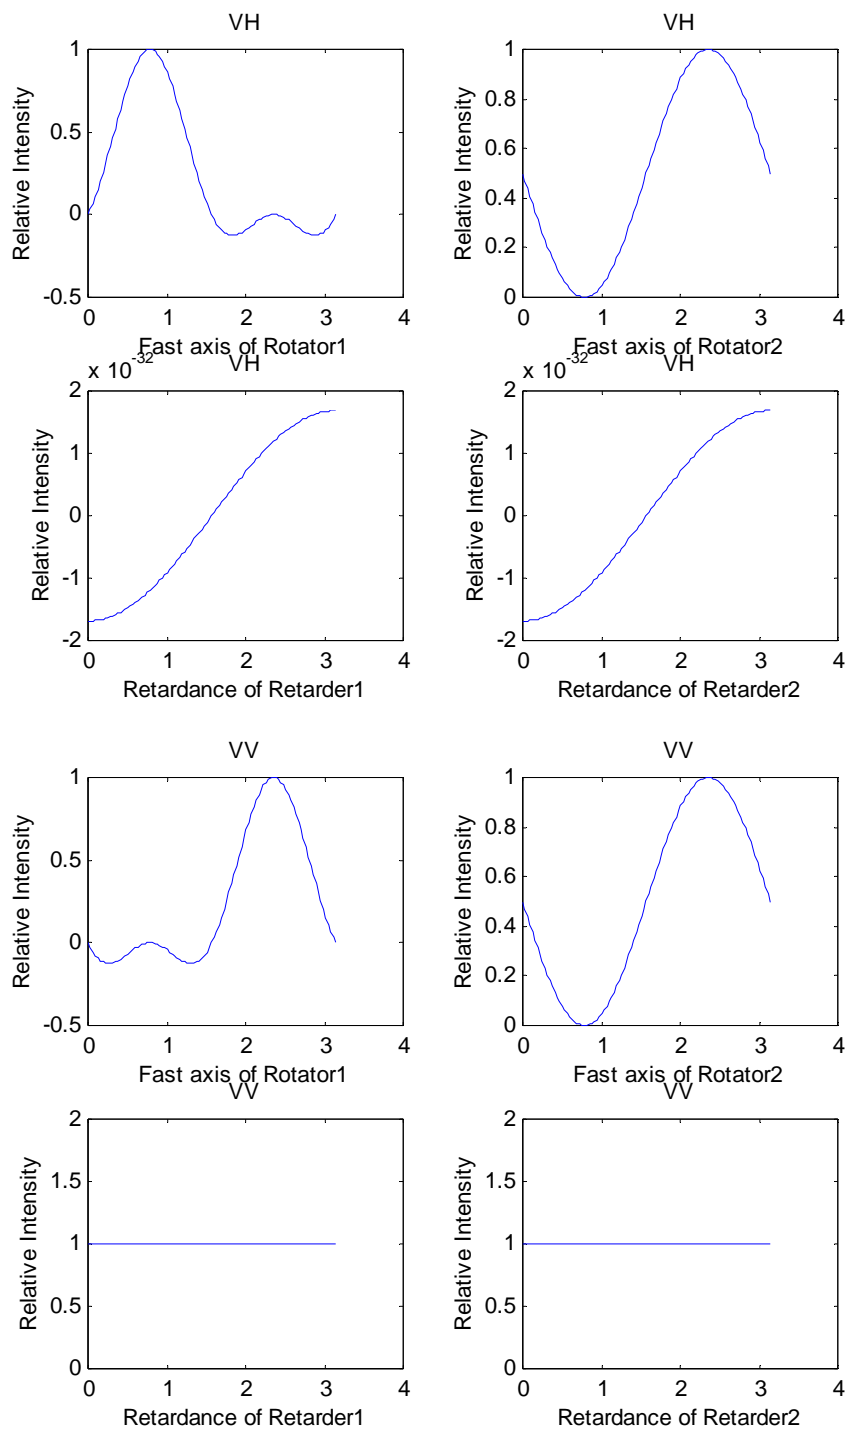 VH VH
1 1
0.8
0.5 0.6
0.4
0 0.2
-0.5 0
0 1 2 3 4 0 1 2 3 4
Relative Intensity Relative Intensity
Fast axis of Rotator1 Fast axis of Rotator2
x 10-32 VH x 10-32 VH
2 2
1 1
0 0
-1 -1
-2 -2
0 1 2 3 4 0 1 2 3 4
Relative Intensity Relative Intensity
Retardance of Retarder1 Retardance of Retarder2
VV VV
1 1
0.8
0.5 0.6
0.4
0 0.2
-0.5 0
0 1 2 3 4 0 1 2 3 4
Relative Intensity Relative Intensity
Fast axis of Rotator1 Fast axis of Rotator2
VV VV
2 2
1.5 1.5
1 1
0.5 0.5
0 0
0 1 2 3 4 0 1 2 3 4
Relative Intensity Relative Intensity
Retardance of Retarder1 Retardance of Retarder2